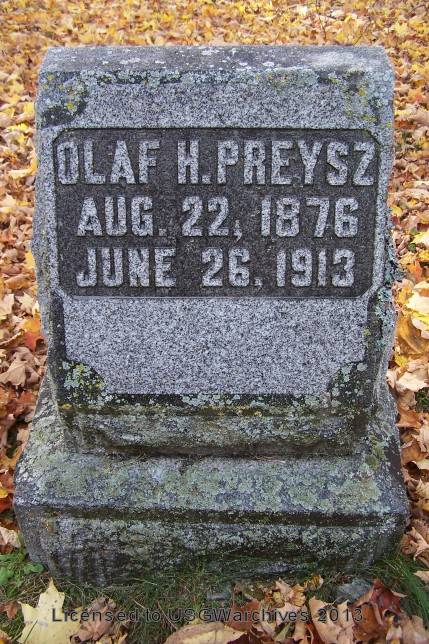 OLAF H. PREYSZ
AUG. 22, 1876
JUNE 26, 1913
Licensed to USGWarchives 2013.